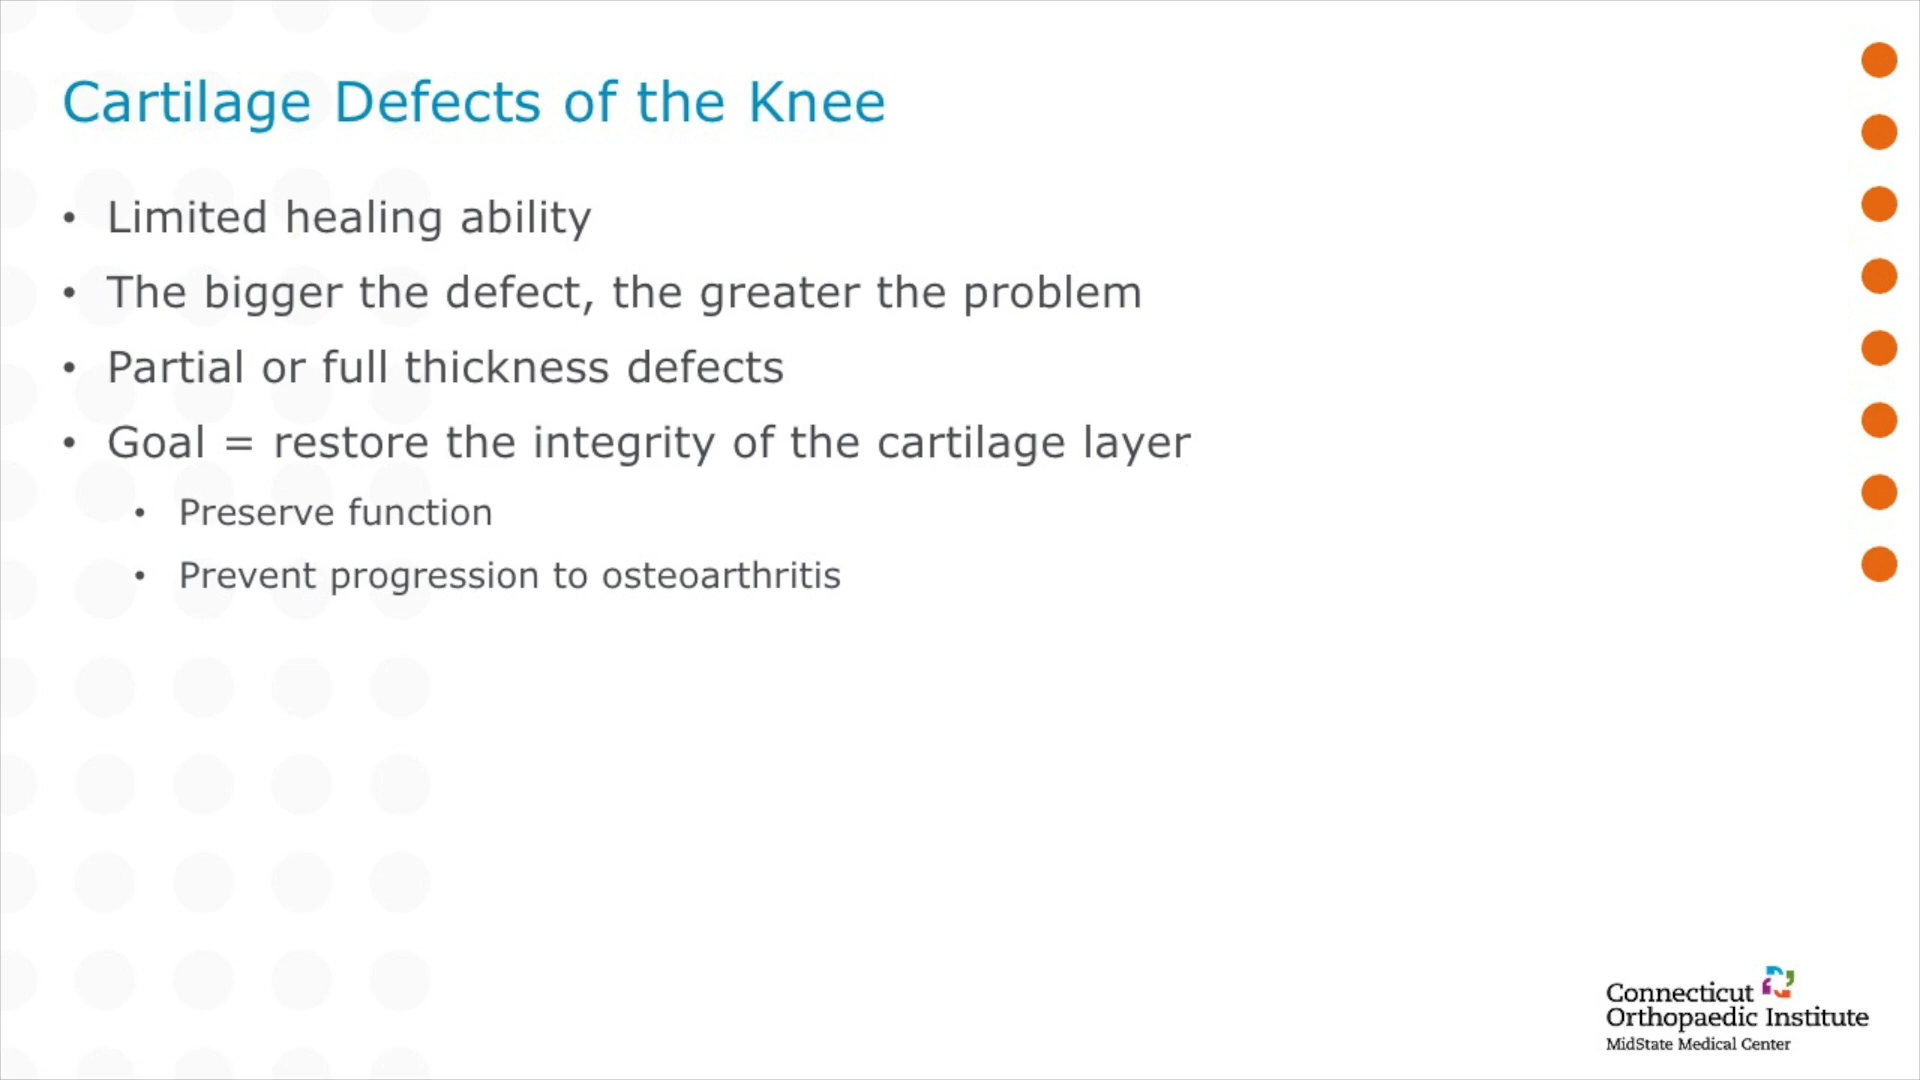 Cartilage Defects of the Knee
• Limited healing ability
• The bigger the defect, the greater the problem
• Partial or full thickness defects
• Goal = restore the integrity of the cartilage layer
• Preserve function
• Prevent progression to osteoarthritis
Connecticut
Orthopaedic Institute
MidState Medical Center